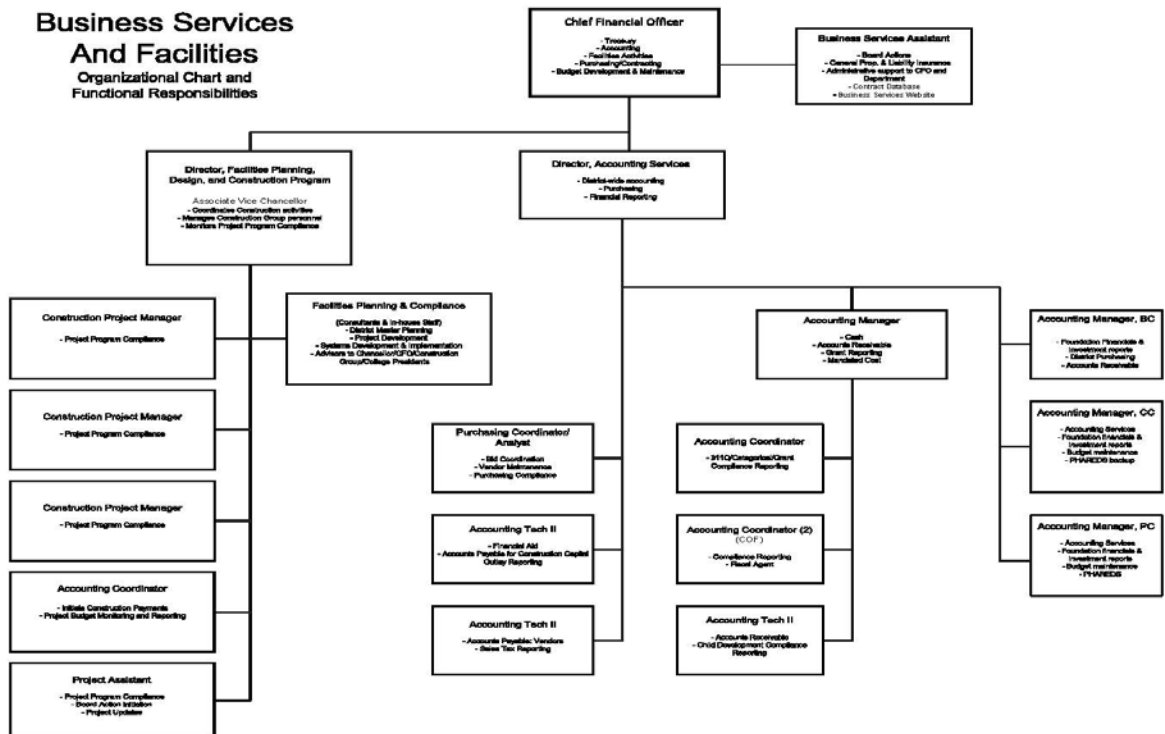 Business Services
And Facilities
Organizational Chart and
Functional Responsibilities
Chief Financial Officer
- Treasury
- Accounting
- Facilities Activities
- Purchasing/Contracting
- Budget Development & Maintenance
Business Services Assistant
- Board Actions
- General Prop. & Liability Insurance
- Administrative support to CFO and
Department
- Contract Database
- Business Services Website
Director, Facilities Planning,
Design, and Construction Program
Associate Vice Chancellor
- Coordinates Construction activities
- Manages Construction Group personnel
- Monitors Project Program Compliance
Director, Accounting Services
- District-wide accounting
- Purchasing
- Financial Reporting
Construction Project Manager
- Project Program Compliance
Facilities Planning & Compliance
(Consultants & In-house Staff)
- District Master Planning
- Project Development
- Systems Development & Implementation
- Advisors to Chancellor/CFO/Construction
Group/College Presidents
Accounting Manager
- Cash
- Accounts Receivable
- Grant Reporting
- Mandated Cost
Accounting Manager, BC
- Foundation Financials &
Investment reports
- District Purchasing
- Accounts Receivable
Construction Project Manager
- Project Program Compliance
Purchasing Coordinator/
Analyst
- Bid Coordination
- Vendor Maintenance
- Purchasing Compliance
Accounting Coordinator
- 311Q/Categorical/Grant
Compliance Reporting
Accounting Manager, CC
- Accounting Services
- Foundation financials &
Investment reports
- Budget maintenance
- PHAREDS backup
Construction Project Manager
- Project Program Compliance
Accounting Tech II
- Financial Aid
- Accounts Payable for Construction Capital
Outlay Reporting
Accounting Coordinator (2)
(COF)
- Compliance Reporting
- Fiscal Agent
Accounting Manager, PC
- Accounting Services
- Foundation financials &
Investment reports
- Budget maintenance
- PHAREDS
Accounting Coordinator
- Initiate Construction Payments
- Project Budget Monitoring and Reporting
Accounting Tech II
- Accounts Payable: Vendors
- Sales Tax Reporting
Accounting Tech II
- Accounts Receivable
- Child Development Compliance
Reporting
Project Assistant
- Project Program Compliance
- Board Action Initiation
- Project Updates